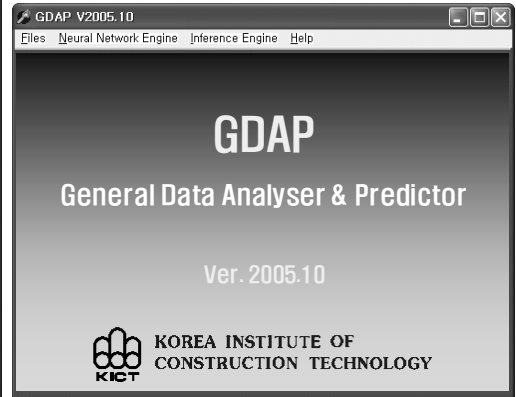 GDAP V2005.10
Files Neural Network Engine Inference Engine Help
GDAP
General Data Analyser & Predictor
Ver. 2005.10
KOREA INSTITUTE OF
CONSTRUCTION TECHNOLOGY
KICT